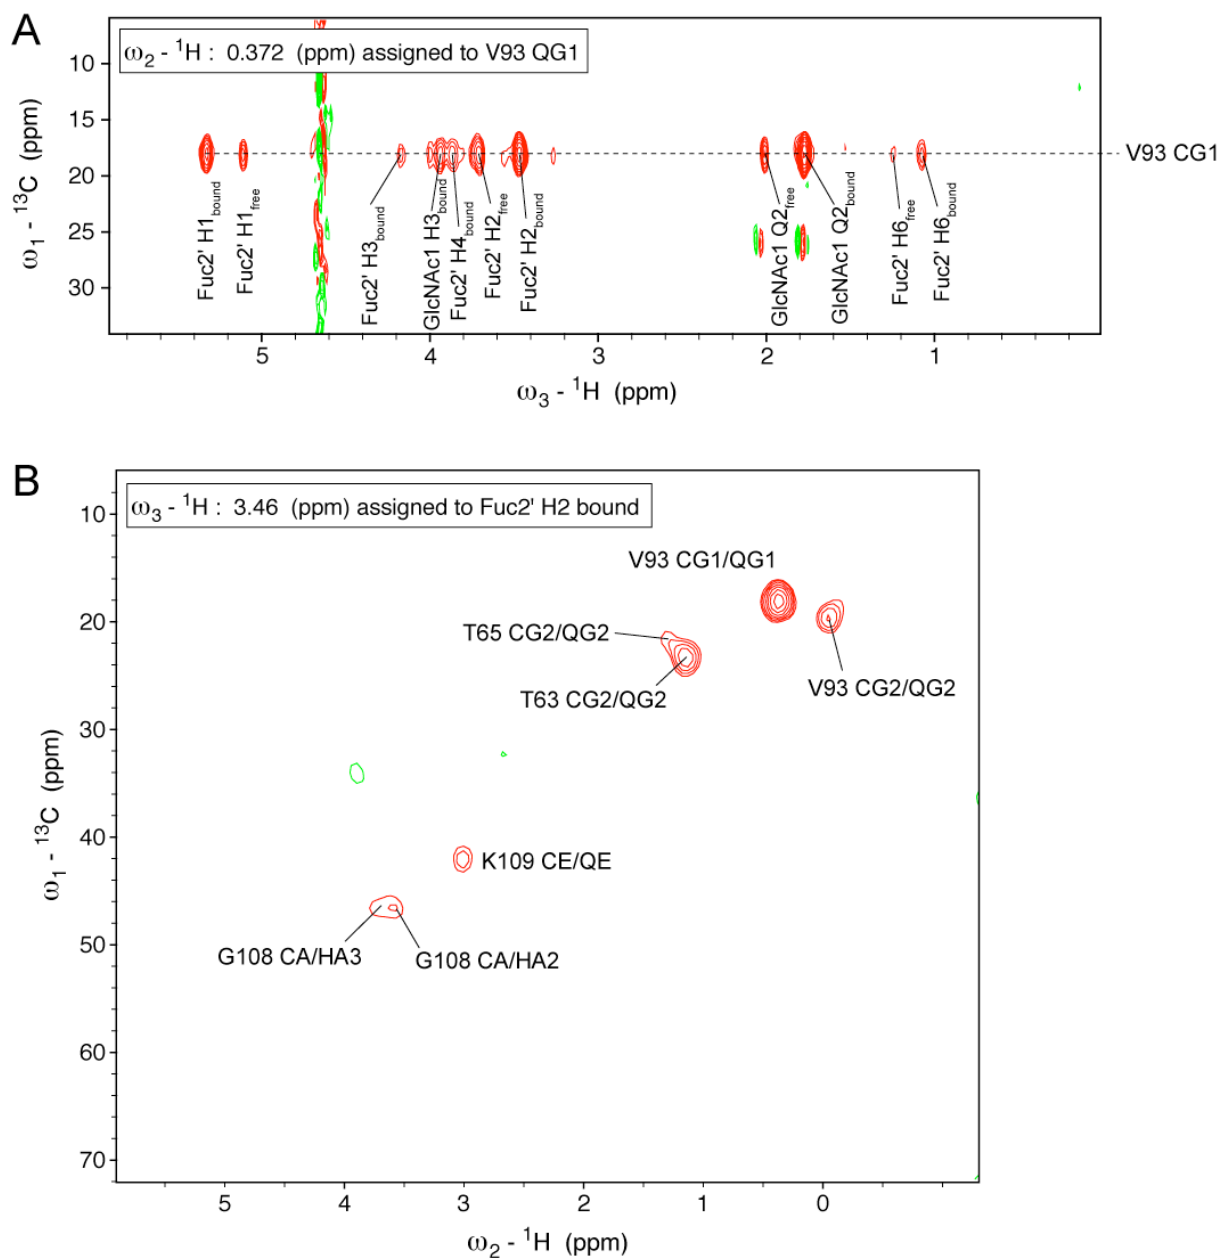 A
ω2 - 1H : 0.372 (ppm) assigned to V93 QG1
10
15
20
25
30
ω1 - 13C (ppm)
V93 CG1
Fuc2' H1bound
Fuc2' H1free
Fuc2' H3bound
GlcNAc1 H3bound
Fuc2' H4bound
Fuc2' H2free
Fuc2' H2bound
GlcNAc1 Q2free
GlcNAc1 Q2bound
Fuc2' H6free
Fuc2' H6bound
5 4 3 2 1
ω3 - 1H (ppm)
B
ω3 - 1H : 3.46 (ppm) assigned to Fuc2' H2 bound
10
20
30
40
50
60
70
ω1 - 13C (ppm)
V93 CG1/QG1
T65 CG2/QG2
T63 CG2/QG2
V93 CG2/QG2
K109 CE/QE
G108 CA/HA3
G108 CA/HA2
5 4 3 2 1 0
ω2 - 1H (ppm)